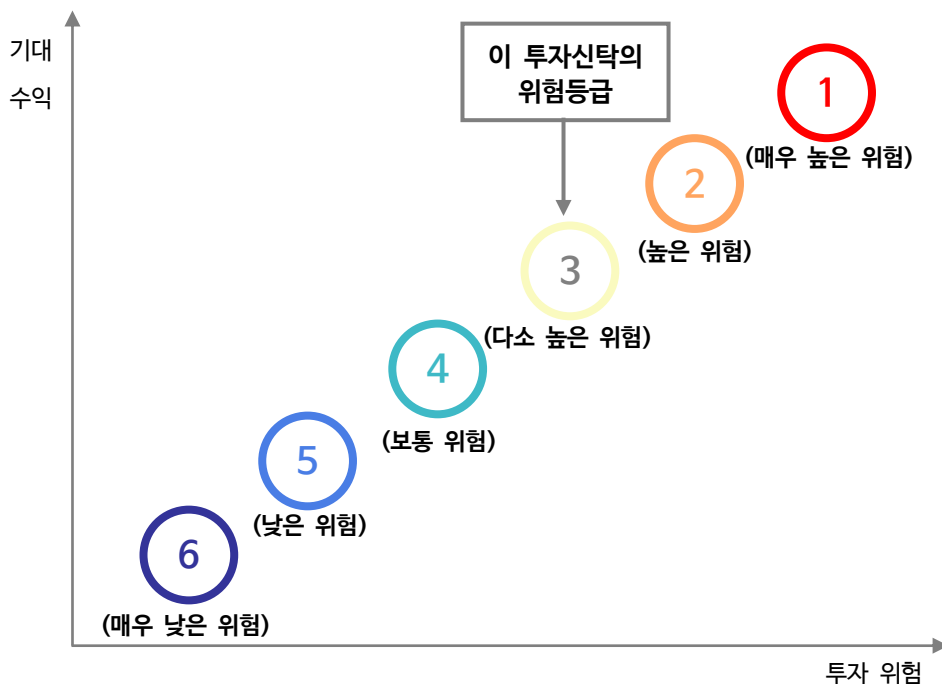 기대
수익
이 투자신탁의
위험등급
1
(매우 높은 위험)
2
(높은 위험)
3
(다소 높은 위험)
4
(보통 위험)
5
(낮은 위험)
6
(매우 낮은 위험)
투자 위험